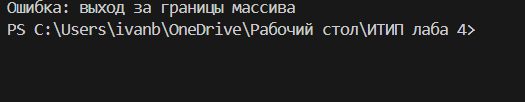 Ошибка: выход за границы массива
PS C:\Users\ivanb\OneDrive\Рабочий стол\ИТИП лаба 4>